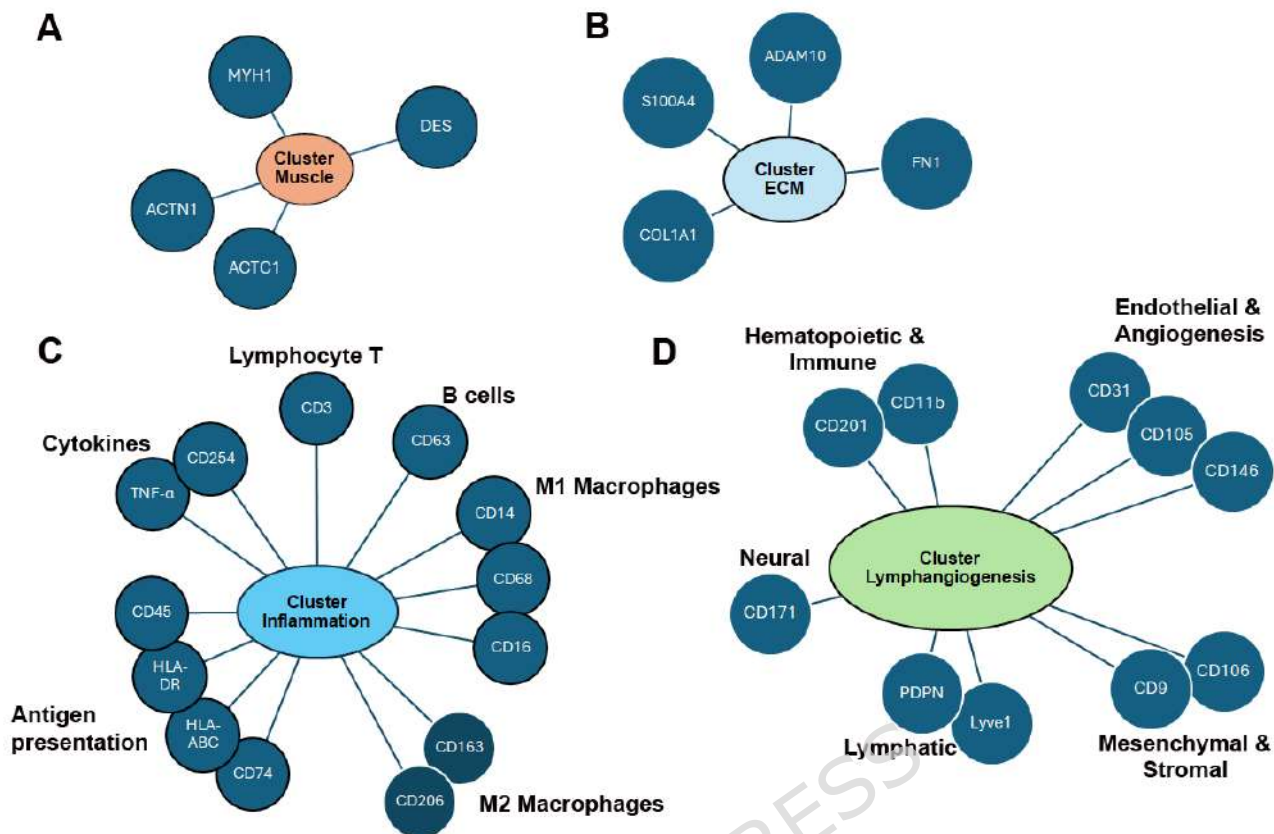 A
MYH1
DES
Cluster
Muscle
ACTN1
ACTC1
B
ADAM10
S100A4
FN1
Cluster
ECM
COL1A1
C
Lymphocyte T
CD3
B cells
CD63
Cytokines
CD254
TNF-α
M1 Macrophages
CD14
CD68
CD16
Cluster
Inflammation
CD45
HLA-
DR
HLA-
ABC
CD74
Antigen
presentation
CD163
CD206
M2 Macrophages
D
Hematopoietic &
Immune
CD201
CD11b
Endothelial &
Angiogenesis
CD31
CD105
CD146
Cluster
Lymphangiogenesis
Neural
CD171
PDPN
Lyve1
Lymphatic
CD9
CD106
Mesenchymal &
Stromal
RESS